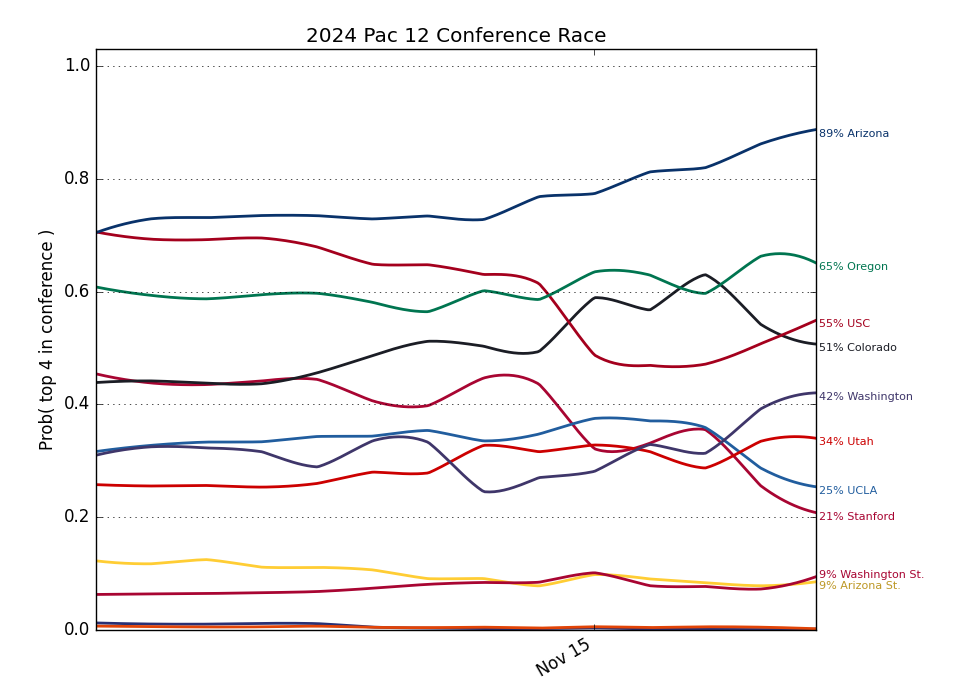 2024 Pac 12 Conference Race
Prob( top 4 in conference )
1.0
0.8
0.6
0.4
0.2
0.0
Nov 15
89% Arizona
65% Oregon
55% USC
51% Colorado
42% Washington
34% Utah
25% UCLA
21% Stanford
9% Washington St.
9% Arizona St.